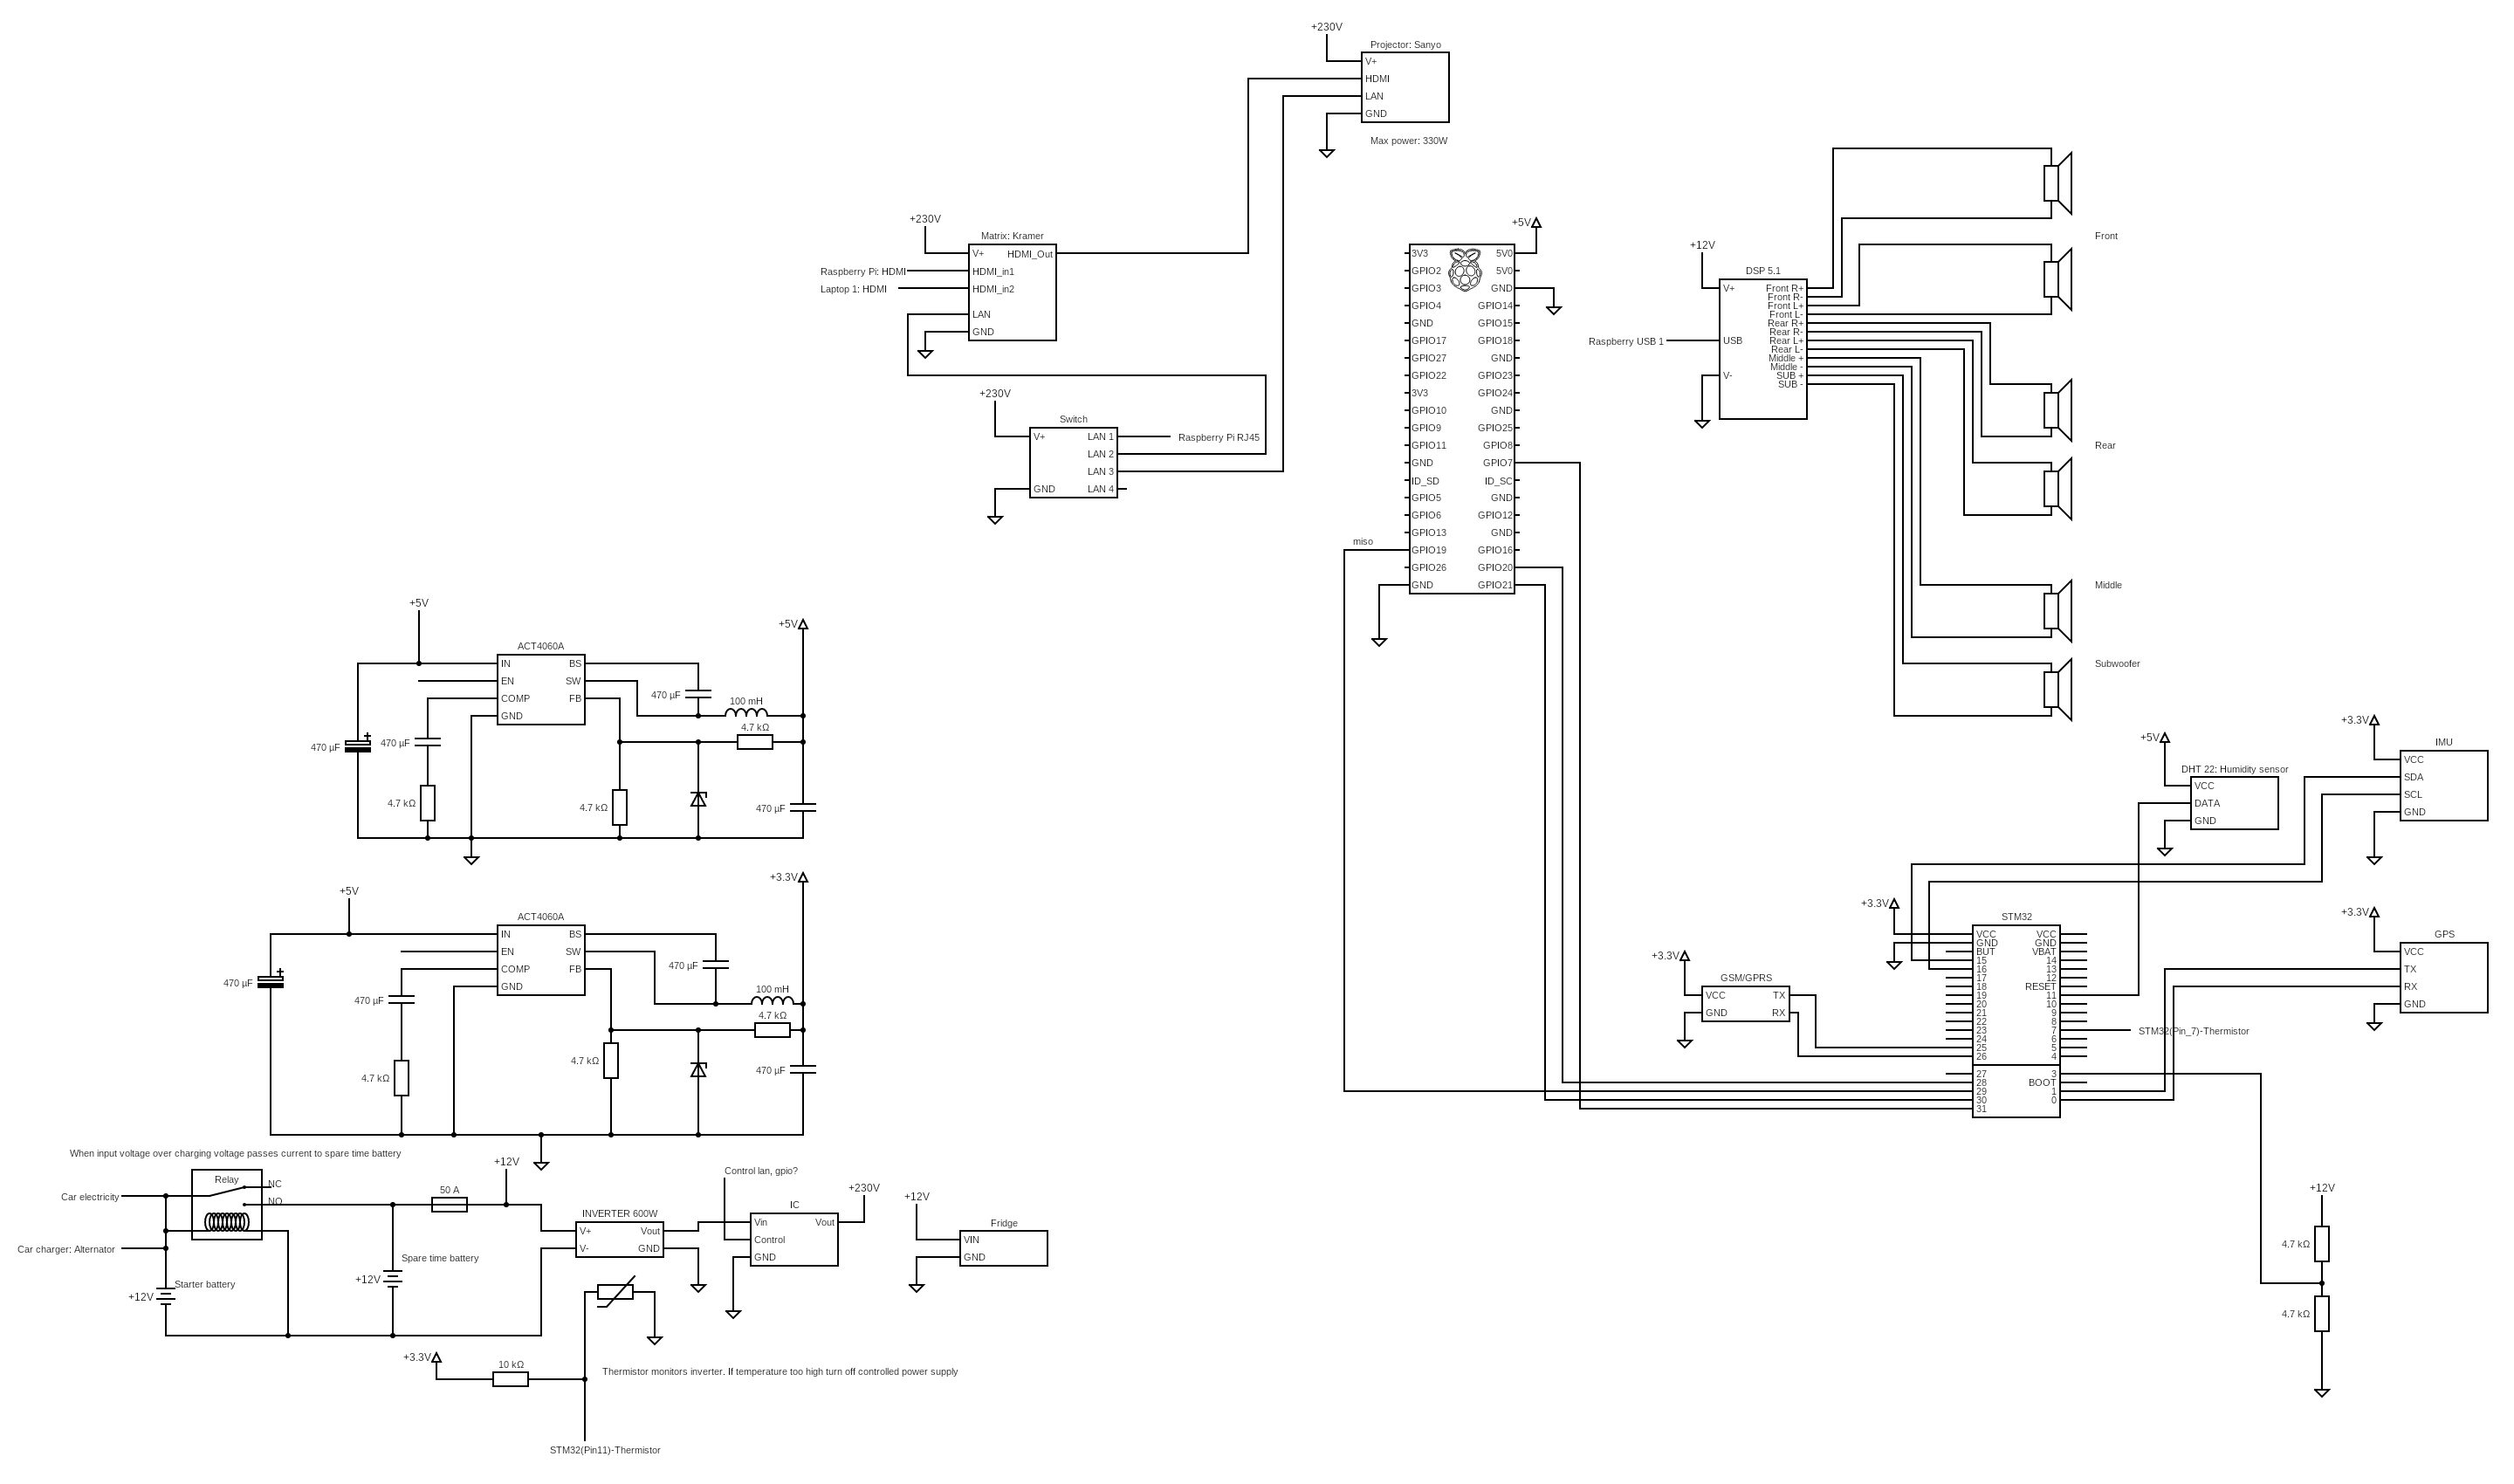 +230V
Projector: Sanyo
V+
HDMI
LAN
GND
Max power: 330W
+230V
Matrix: Kramer
V+
HDMI_Out
Raspberry Pi: HDMI
HDMI_in1
Laptop 1: HDMI
HDMI_in2
LAN
GND
+230V
Switch
V+
LAN 1
Raspberry Pi RJ45
LAN 2
LAN 3
GND
LAN 4
+5V
3V3
5V0
GPIO2
5V0
GPIO3
GND
GPIO4
GPIO14
GND
GPIO15
GPIO17
GPIO18
GPIO27
GND
GPIO22
GPIO23
3V3
GPIO24
GPIO10
GND
GPIO9
GPIO25
GPIO11
GPIO8
GND
GPIO7
ID_SD
ID_SC
GPIO5
GND
GPIO6
GPIO12
GPIO13
GND
miso
GPIO19
GPIO16
GPIO26
GPIO20
GND
GPIO21
+12V
DSP 5.1
V+
Front R+
Front R-
Front L+
Front L-
Rear R+
Rear R-
Raspberry USB 1
USB
Rear L+
Rear L-
Middle +
Middle -
V-
SUB +
SUB -
Front
Rear
Middle
Subwoofer
+5V
ACT4060A
+5V
IN
BS
EN
SW
COMP
FB
GND
470 µF
100 mH
4.7 kΩ
470 µF
470 µF
4.7 kΩ
4.7 kΩ
470 µF
+5V
ACT4060A
+3.3V
IN
BS
EN
SW
COMP
FB
GND
470 µF
470 µF
470 µF
100 mH
4.7 kΩ
4.7 kΩ
4.7 kΩ
470 µF
When input voltage over charging voltage passes current to spare time battery
Relay
NC
NO
Car electricity
Car charger: Alternator
Starter battery
+12V
Spare time battery
+12V
50 A
+12V
INVERTER 600W
V+
Vout
V-
GND
Control lan, gpio?
IC
+230V
Vin
Vout
Control
GND
+12V
Fridge
VIN
GND
+3.3V
10 kΩ
Thermistor monitors inverter. If temperature too high turn off controlled power supply
STM32(Pin11)-Thermistor
+5V
DHT 22: Humidity sensor
VCC
DATA
GND
+3.3V
IMU
VCC
SDA
SCL
GND
+3.3V
GPS
VCC
TX
RX
GND
+3.3V
GSM/GPRS
VCC
TX
GND
RX
+3.3V
STM32
VCC
VCC
GND
GND
BUT
VBAT
15
14
16
13
17
12
18
RESET
19
11
20
10
21
9
22
8
23
7
STM32(Pin_7)-Thermistor
24
6
25
5
26
4
27
3
28
BOOT
29
1
30
0
31
+12V
4.7 kΩ
4.7 kΩ